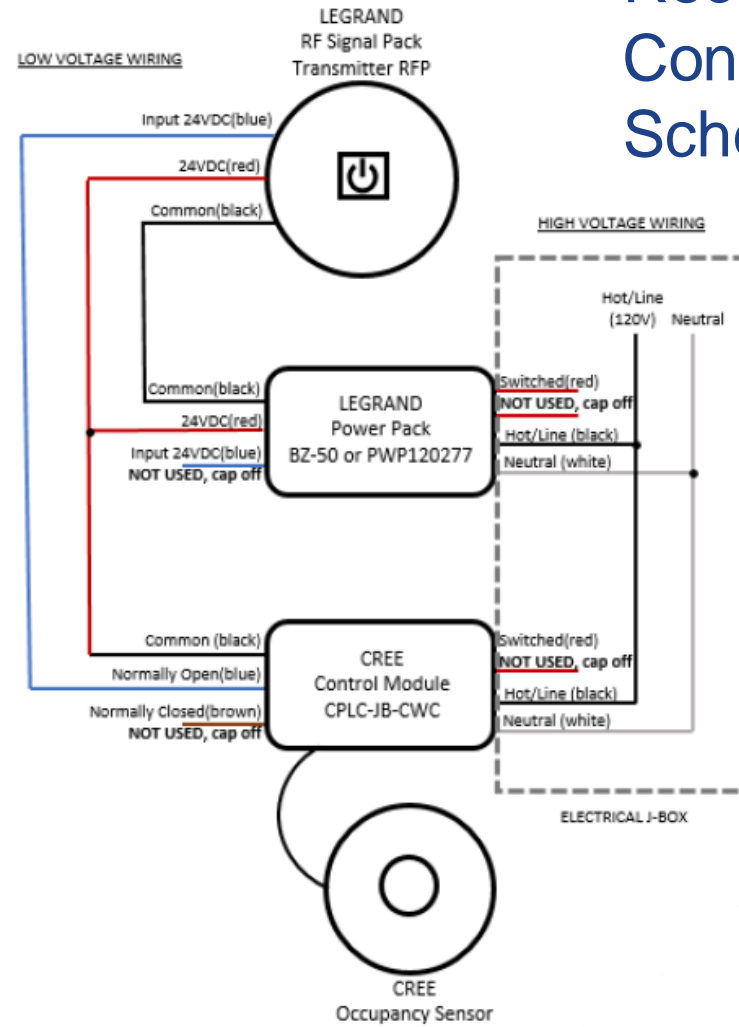 LEGRAND
RF Signal Pack
Transmitter RFP
LOW VOLTAGE WIRING
Con
Sche
Input 24VDC(blue)
24VDC(red)
Common(black)
HIGH VOLTAGE WIRING
Hot/Line
(120V) Neutral
Common(black)
24VDC(red)
Input 24VDC(blue)
NOT USED, cap off
LEGRAND
Power Pack
BZ-50 or PWP120277
Switched(red)
NOT USED, cap off
Hot/Line (black)
Neutral (white)
Common (black)
Normally Open(blue)
Normally Closed(brown)
NOT USED, cap off
CREE
Control Module
CPLC-JB-CWC
Switched(red)
NOT USED, cap off
Hot/Line (black)
Neutral (white)
ELECTRICAL J-BOX
CREE
Occupancy Sensor